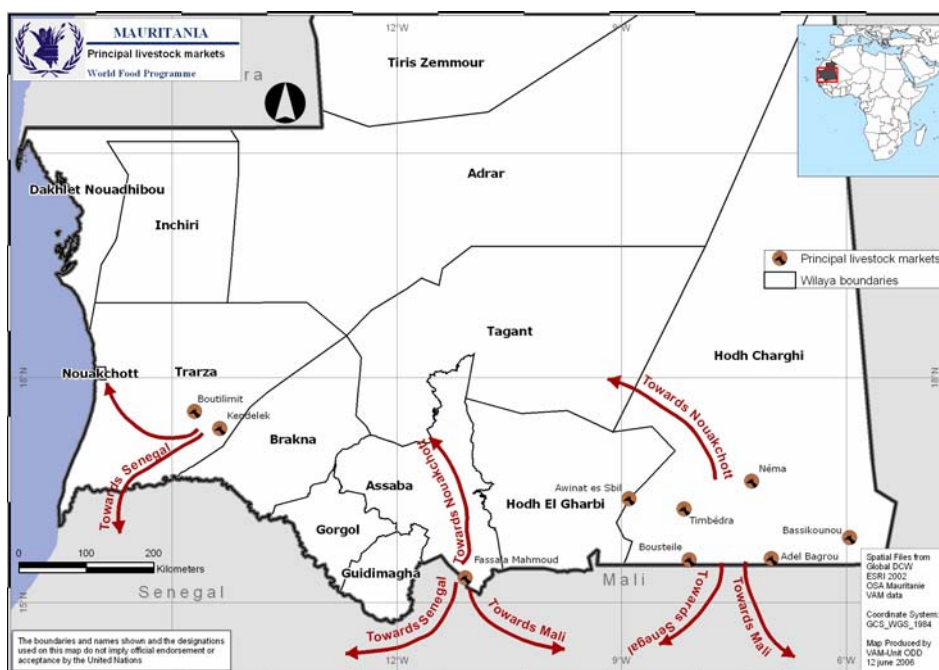 MAURITANIA
Principal livestock markets
World Food Programme
ra
12°W
9°W
Tiris Zemmour
Adrar
Dakhlet Nouadhibou
Inchiri
Principal livestock markets
Wilaya boundaries
Tagant
Hodh Charghi
Nouakchott
Trarza
18°N
18°N
Boutilimit
Kendelek
Towards Nouakchott
Brakna
Towards Nouakchott
Towards Senegal
Assaba
Néma
Awinat es Sbil
Hodh El Gharbi
Timbédra
Gorgol
Bassikounou
Bousteile
Adel Bagrou
Fassala Mahmoud
Guidimagha
0 50 100 200
Kilometers
Senegal
Mali
15°N
15°N
Towards Senegal
Towards Mali
Towards Senegal
Towards Mali
Spatial Files from
Global DCW
ESRI 2002
OSA Mauritanie
VAM data
Coordinate System:
GCS_WGS_1984
Map Produced by
VAM-Unit ODD
12 june 2006
The boundaries and names shown and the designations
used on this map do not imply official endorsement or
acceptance by the United Nations
12°W
9°W
6°W